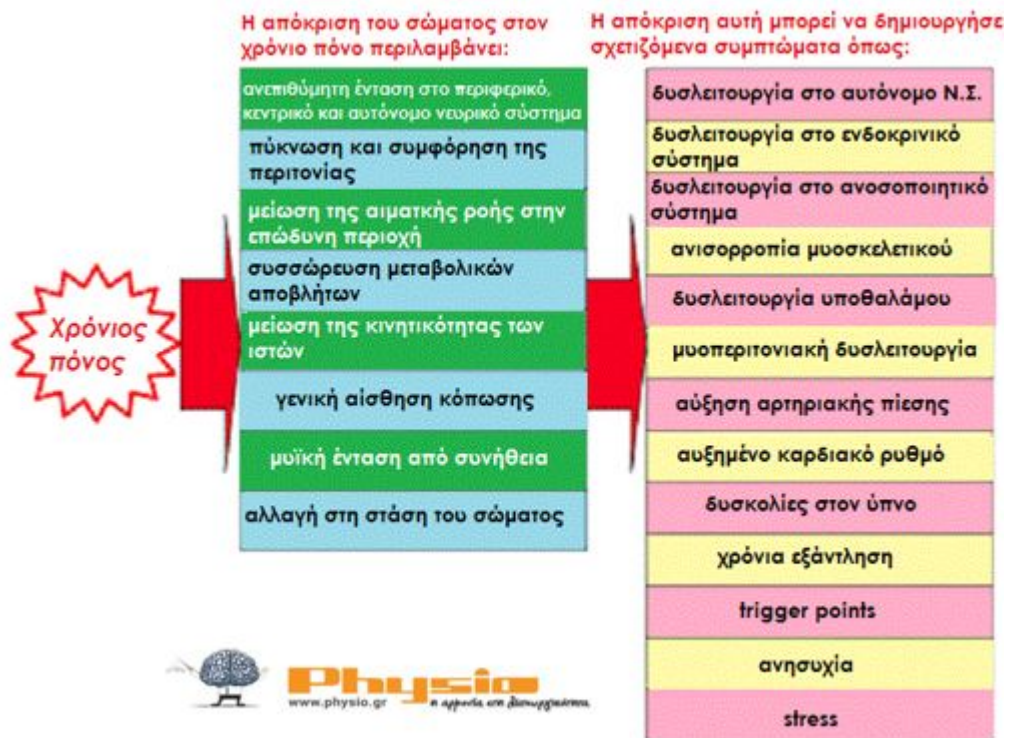 Η απόκριση του σώματος στον
χρόνιο πόνο περιλαμβάνει:
Η απόκριση αυτή μπορεί να δημιουργήσε
σχετιζόμενα συμπτώματα όπως:
Χρόνιος
πόνος
ανεπιθύμητη ένταση στο περιφερικό,
κεντρικό και αυτόνομο νευρικό σύστημα
πύκνωση και συμφόρηση της
περιτονίας
μείωση της αιματκής ροής στην
επώδυνη περιοχή
συσσώρευση μεταβολικών
αποβλήτων
μείωση της κινητικότητας των
ιστών
γενική αίσθηση κόπωσης
μυϊκή ένταση από συνήθεια
αλλαγή στη στάση του σώματος
δυσλειτουργία στο αυτόνομο Ν.Σ.
δυσλειτουργία στο ενδοκρινικό
σύστημα
δυσλειτουργία στο ανοσοποιητικό
σύστημα
ανισορροπία μυοσκελετικού
δυσλειτουργία υποθαλάμου
μυοπεριτονιακή δυσλειτουργία
αύξηση αρτηριακής πίεσης
αυξημένο καρδιακό ρυθμό
δυσκολίες στον ύπνο
χρόνια εξάντληση
trigger points
ανησυχία
stress
Physio
www.physio.gr
η αρμονία στη δυσαρμονικότητα